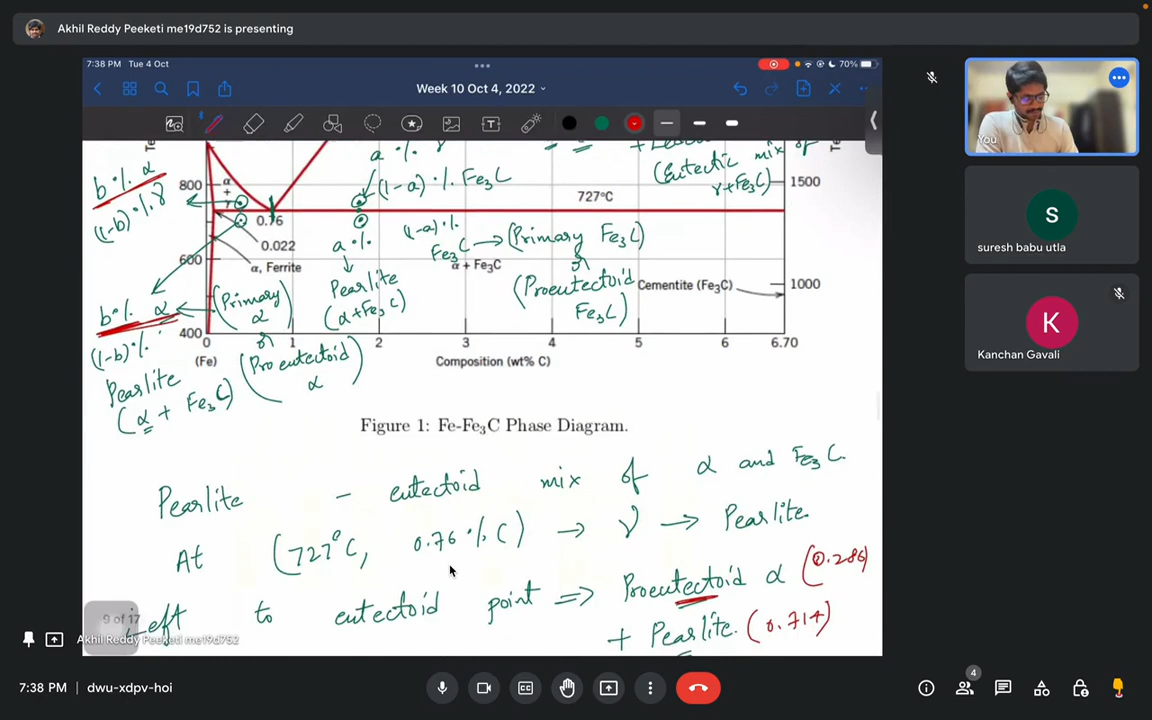 Akhil Reddy Peeketi me19d752 is presenting
7:38 PM Tue 4 Oct
70%
Week 10 Oct 4, 2022
You
suresh babu utla
S
Kanchan Gavali
K
a %. γ
(1-a) %. Fe3C
(Eutectic mix of
γ+Fe3C)
b %. α
(1-b) %. γ
800
α
+
γ
727°C
1500
0.76
0.022
a %.
(1-a) %.
Fe3C → (Primary Fe3C)
or
(Proeutectoid
Fe3C)
600
α, Ferrite
α + Fe3C
Pearlite
(α+Fe3C)
Cementite (Fe3C)
1000
b %. α
(Primary
α
or
(Proeutectoid
α
(1-b) %.
Pearlite
(α + Fe3C)
400
0 1 2 3 4 5 6 6.70
(Fe)
Composition (wt% C)
Figure 1: Fe-Fe3C Phase Diagram.
Pearlite - eutectoid mix of α and Fe3C.
At (727°C, 0.76 %. C) → γ → Pearlite
Left to eutectoid point ⇒ Proeutectoid α (0.286)
+ Pearlite. (0.714)
9 of 17
Akhil Reddy Peeketi me19d752
7:38 PM
dwu-xdpv-hoi
4